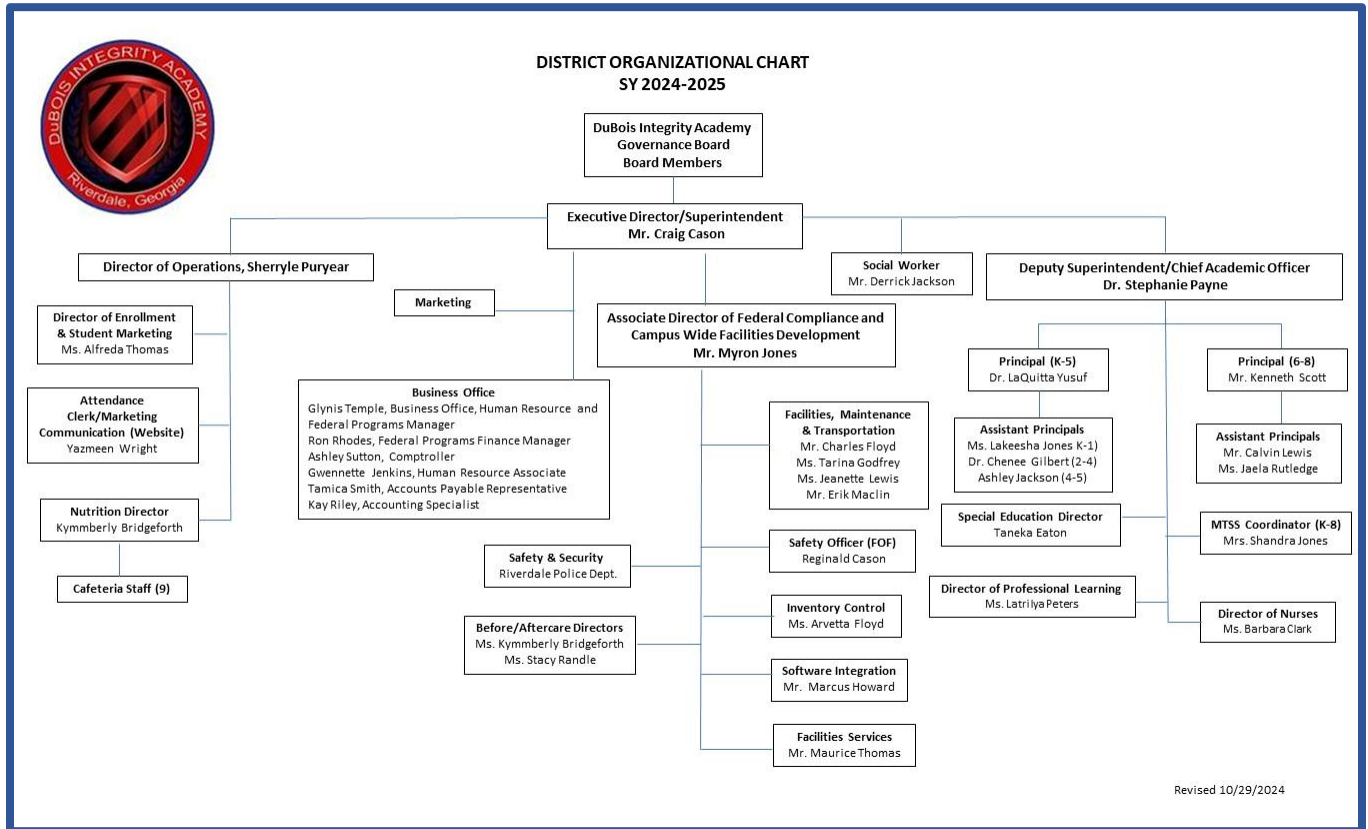 DuBOIS INTEGRITY ACADEMY
Riverdale, Georgia
DISTRICT ORGANIZATIONAL CHART
SY 2024-2025
DuBois Integrity Academy
Governance Board
Board Members
Executive Director/Superintendent
Mr. Craig Cason
Director of Operations, Sherryle Puryear
Director of Enrollment
& Student Marketing
Ms. Alfreda Thomas
Attendance
Clerk/Marketing
Communication (Website)
Yazmeen Wright
Nutrition Director
Kymmberly Bridgeforth
Cafeteria Staff (9)
Marketing
Business Office
Glynis Temple, Business Office, Human Resource and
Federal Programs Manager
Ron Rhodes, Federal Programs Finance Manager
Ashley Sutton, Comptroller
Gwennette Jenkins, Human Resource Associate
Tamica Smith, Accounts Payable Representative
Kay Riley, Accounting Specialist
Associate Director of Federal Compliance and
Campus Wide Facilities Development
Mr. Myron Jones
Safety & Security
Riverdale Police Dept.
Before/Aftercare Directors
Ms. Kymmberly Bridgeforth
Ms. Stacy Randle
Facilities, Maintenance
& Transportation
Mr. Charles Floyd
Ms. Tarina Godfrey
Ms. Jeanette Lewis
Mr. Erik Maclin
Safety Officer (FOF)
Reginald Cason
Inventory Control
Ms. Arvetta Floyd
Software Integration
Mr. Marcus Howard
Facilities Services
Mr. Maurice Thomas
Social Worker
Mr. Derrick Jackson
Deputy Superintendent/Chief Academic Officer
Dr. Stephanie Payne
Principal (K-5)
Dr. LaQuitta Yusuf
Assistant Principals
Ms. Lakeesha Jones K-1)
Dr. Chenee Gilbert (2-4)
Ashley Jackson (4-5)
Principal (6-8)
Mr. Kenneth Scott
Assistant Principals
Mr. Calvin Lewis
Ms. Jaela Rutledge
Special Education Director
Taneka Eaton
MTSS Coordinator (K-8)
Mrs. Shandra Jones
Director of Professional Learning
Ms. Latrilya Peters
Director of Nurses
Ms. Barbara Clark
Revised 10/29/2024